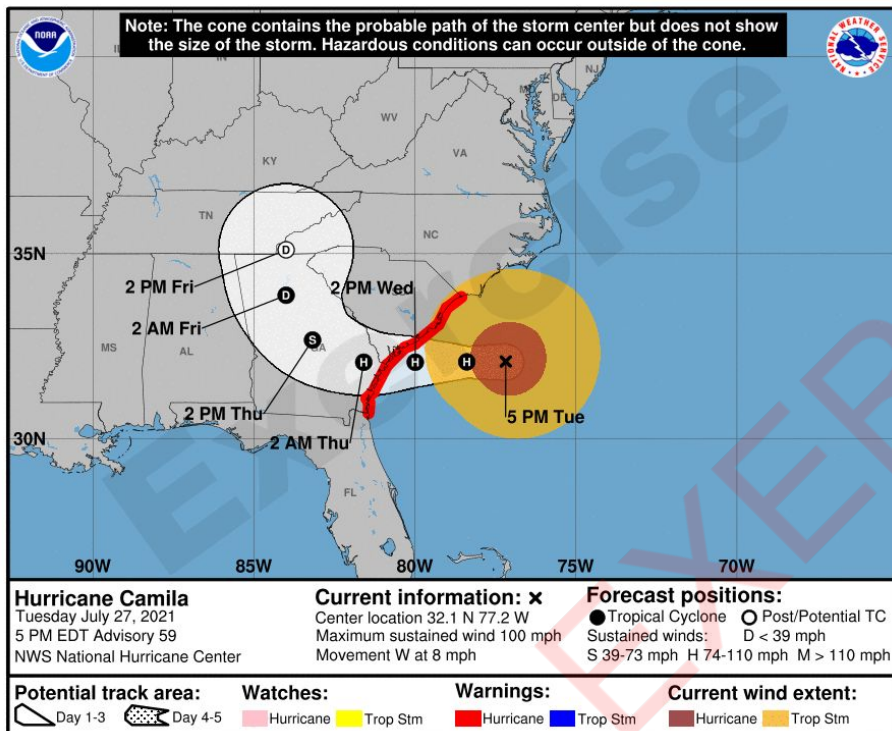 Note: The cone contains the probable path of the storm center but does not show
the size of the storm. Hazardous conditions can occur outside of the cone.
NOAA
NATIONAL WEATHER SERVICE
IN
NJ
MD
DE
WV
KY
VA
TN
NC
35N
D
2 PM Fri
2 PM Wed
D
2 AM Fri
S
MS
AL
GA
H
H
H
2 PM Thu
5 PM Tue
2 AM Thu
30N
FL
Exercise
EXER
90W
85W
80W
75W
70W
Hurricane Camila
Tuesday July 27, 2021
5 PM EDT Advisory 59
NWS National Hurricane Center
Current information: ×
Center location 32.1 N 77.2 W
Maximum sustained wind 100 mph
Movement W at 8 mph
Forecast positions:
Tropical Cyclone Post/Potential TC
Sustained winds: D < 39 mph
S 39-73 mph H 74-110 mph M > 110 mph
Potential track area:
Day 1-3 Day 4-5
Watches:
Hurricane Trop Stm
Warnings:
Hurricane Trop Stm
Current wind extent:
Hurricane Trop Stm